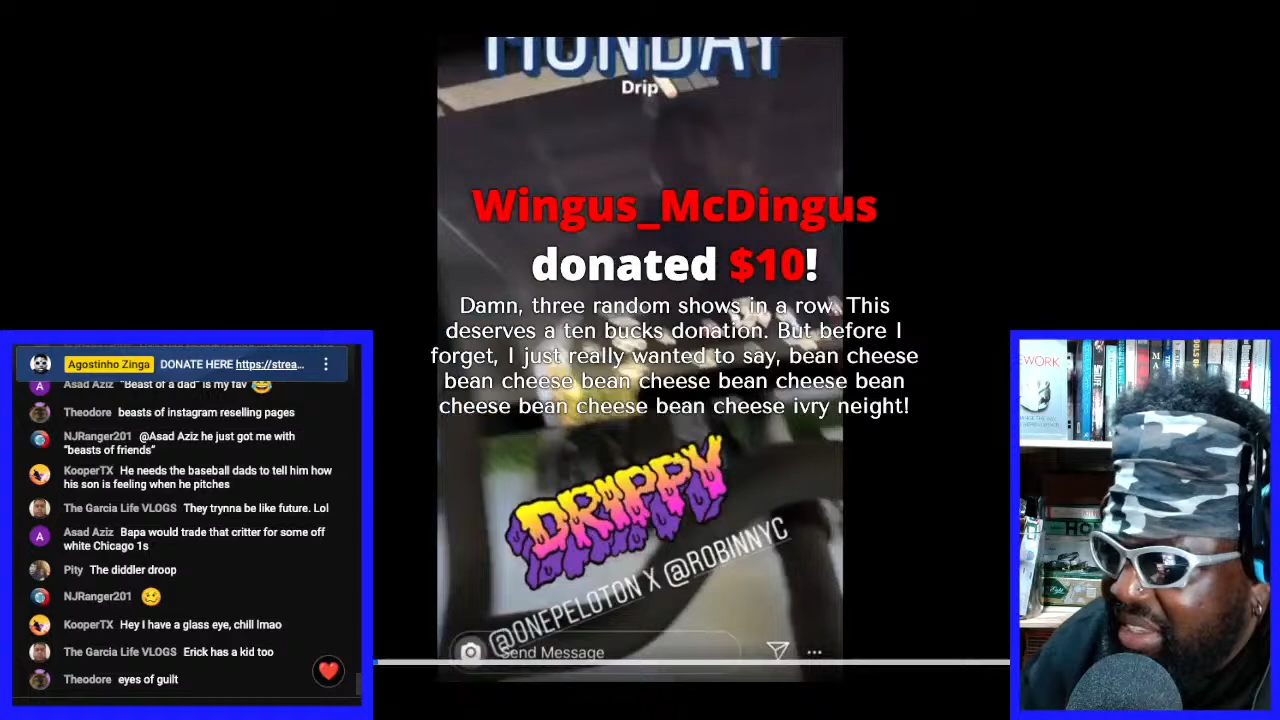 MONDAY
Drip
Wingus_McDingus
donated $10!
Damn, three random shows in a row. This
deserves a ten bucks donation. But before I
forget, I just really wanted to say, bean cheese
bean cheese bean cheese bean cheese bean
cheese bean cheese bean cheese ivry neight!
DRIPPY
@ONEPELOTON X @ROBINNYC
Send Message
Agostinho Zinga DONATE HERE https://strea...
A Asad Aziz "Beast of a dad" is my fav 😂
Theodore beasts of instagram reselling pages
NJRanger201 @Asad Aziz he just got me with
"beasts of friends"
KooperTX He needs the baseball dads to tell him how
his son is feeling when he pitches
The Garcia Life VLOGS They trynna be like future. Lol
A Asad Aziz Bapa would trade that critter for some off
white Chicago 1s
Pity The diddler droop
NJRanger201 🥴
KooperTX Hey I have a glass eye, chill lmao
The Garcia Life VLOGS Erick has a kid too
Theodore eyes of guilt